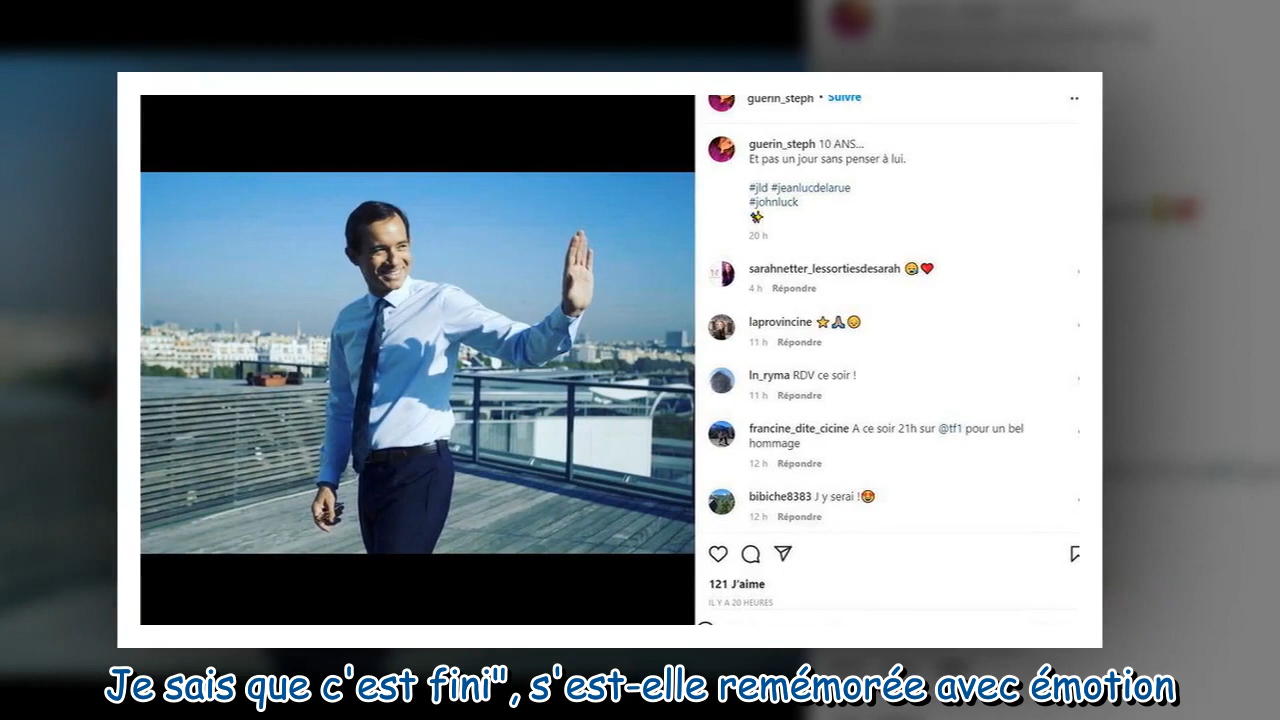 guerin_steph • Suivre
guerin_steph 10 ANS...
Et pas un jour sans penser à lui.
#jld #jeanlucdelarue
#johnluck
20 h
sarahnetter_lessortiesdesarah
4 h Répondre
laprovincine
11 h Répondre
ln_ryma RDV ce soir !
11 h Répondre
francine_dite_cicine A ce soir 21h sur @tf1 pour un bel
hommage
12 h Répondre
bibiche8383 J y serai !
12 h Répondre
121 J'aime
IL Y A 20 HEURES
Je sais que c'est fini", s'est-elle remémorée avec émotion